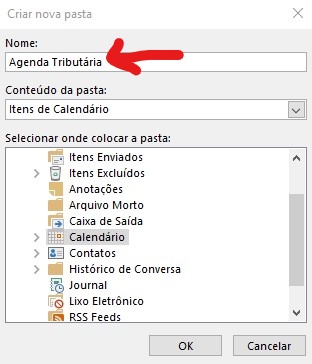 Criar nova pasta
Nome:
Agenda Tributária
Conteúdo da pasta:
Itens de Calendário
Selecionar onde colocar a pasta:
Itens Enviados
Itens Excluídos
Anotações
Arquivo Morto
Caixa de Saída
Calendário
Contatos
Histórico de Conversa
Journal
Lixo Eletrônico
RSS Feeds
OK
Cancelar